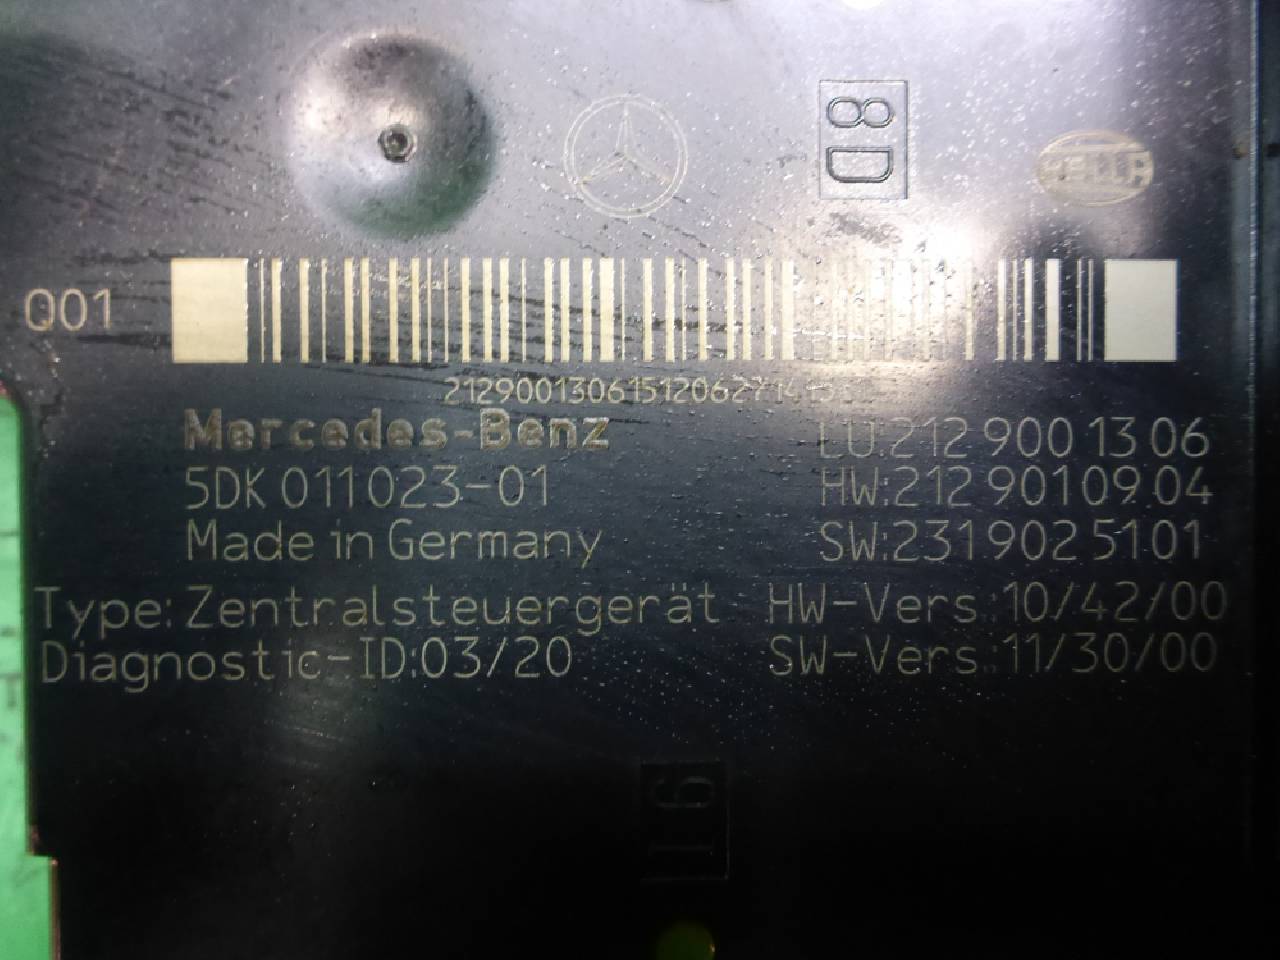 8D
HELLA
Q01
Mercedes-Benz
5DK 011023-01
Made in Germany
LU:212 900 13 06
HW:212 901 09 04
SW:231 902 51 01
Type: Zentralsteuergerät
Diagnostic-ID:03/20
HW-Vers.:10/42/00
SW-Vers.:11/30/00
16